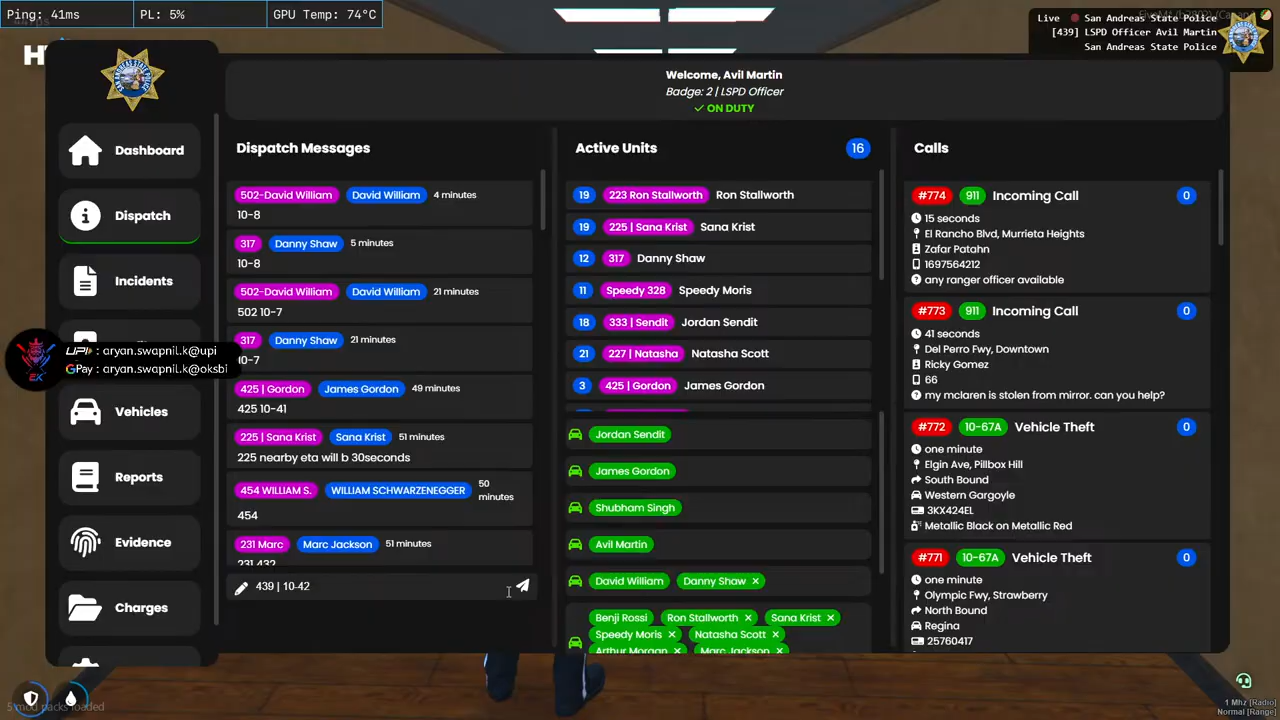 Ping: 41ms
PL: 5%
GPU Temp: 74°C
Live
San Andreas State Police
[439] LSPD Officer Avil Martin
San Andreas State Police
Welcome, Avil Martin
Badge: 2 | LSPD Officer
ON DUTY
Dashboard
Dispatch
Incidents
Vehicles
Reports
Evidence
Charges
UPI : aryan.swapnil.k@upi
GPay : aryan.swapnil.k@oksbi
EK
Dispatch Messages
502-David William David William 4 minutes
10-8
317 Danny Shaw 5 minutes
10-8
502-David William David William 21 minutes
502 10-7
317 Danny Shaw 21 minutes
10-7
425 | Gordon James Gordon 49 minutes
425 10-41
225 | Sana Krist Sana Krist 51 minutes
225 nearby eta will b 30seconds
454 WILLIAM S. WILLIAM SCHWARZENEGGER 50 minutes
454
231 Marc Marc Jackson 51 minutes
231 432
439 | 10-42
Active Units 16
19 223 Ron Stallworth Ron Stallworth
19 225 | Sana Krist Sana Krist
12 317 Danny Shaw
11 Speedy 328 Speedy Moris
18 333 | Sendit Jordan Sendit
21 227 | Natasha Natasha Scott
3 425 | Gordon James Gordon
Jordan Sendit
James Gordon
Shubham Singh
Avil Martin
David William Danny Shaw ×
Benji Rossi Ron Stallworth × Sana Krist ×
Speedy Moris × Natasha Scott ×
Arthur Morgan × Marc Jackson ×
Calls
#774 911 Incoming Call 0
15 seconds
El Rancho Blvd, Murrieta Heights
Zafar Patahn
1697564212
any ranger officer available
#773 911 Incoming Call 0
41 seconds
Del Perro Fwy, Downtown
Ricky Gomez
66
my mclaren is stolen from mirror. can you help?
#772 10-67A Vehicle Theft 0
one minute
Elgin Ave, Pillbox Hill
South Bound
Western Gargoyle
3KX424EL
Metallic Black on Metallic Red
#771 10-67A Vehicle Theft 0
one minute
Olympic Fwy, Strawberry
North Bound
Regina
25760417
5 mod packs loaded
1 Mhz [Radio]
Normal [Range]